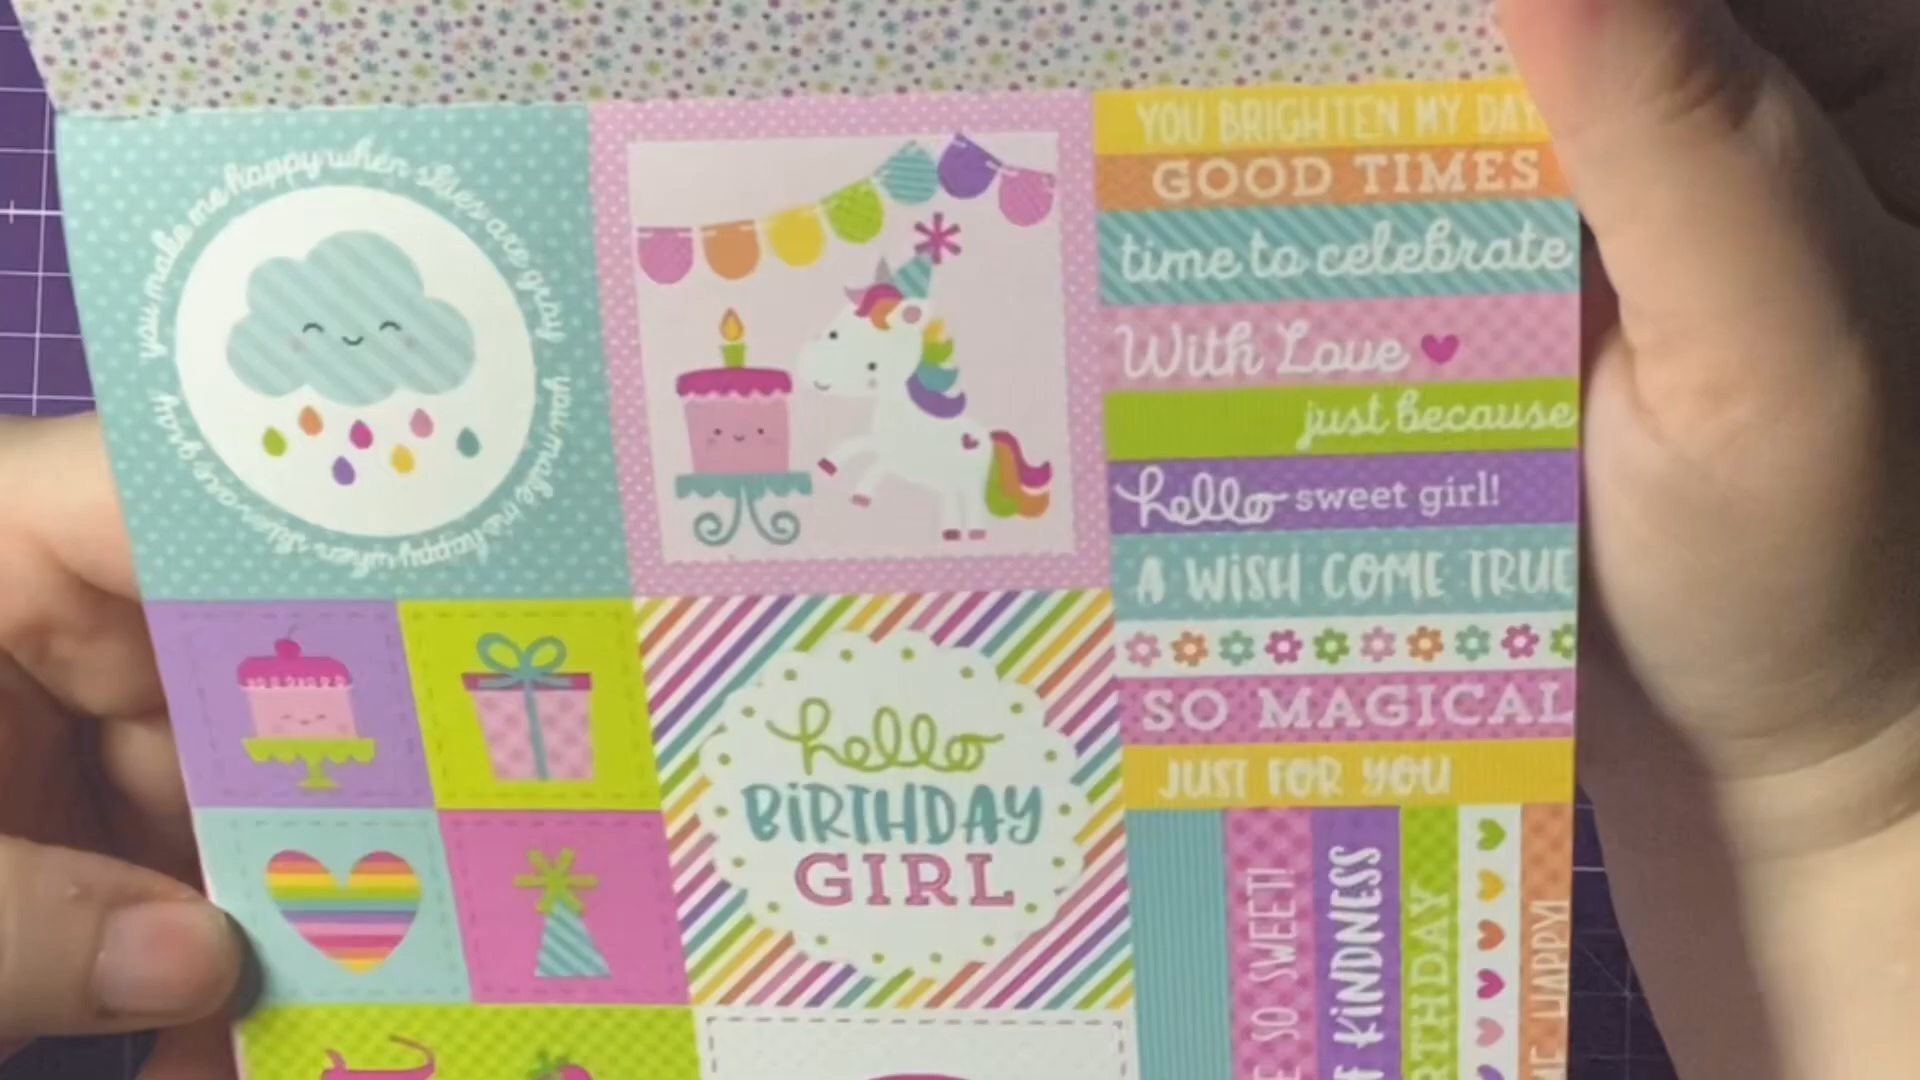 you make me happy when skies are gray you make me happy when skies are gray
YOU BRIGHTEN MY DAY
GOOD TIMES
time to celebrate
With Love
just because
hello sweet girl!
A WiSH COME TRUE
SO MAGICAL
JUST FOR YOU
hello
BiRTHDAY
GIRL
SO SWEET!
KiNDNESS
RTHDAY
ME HAPPY!